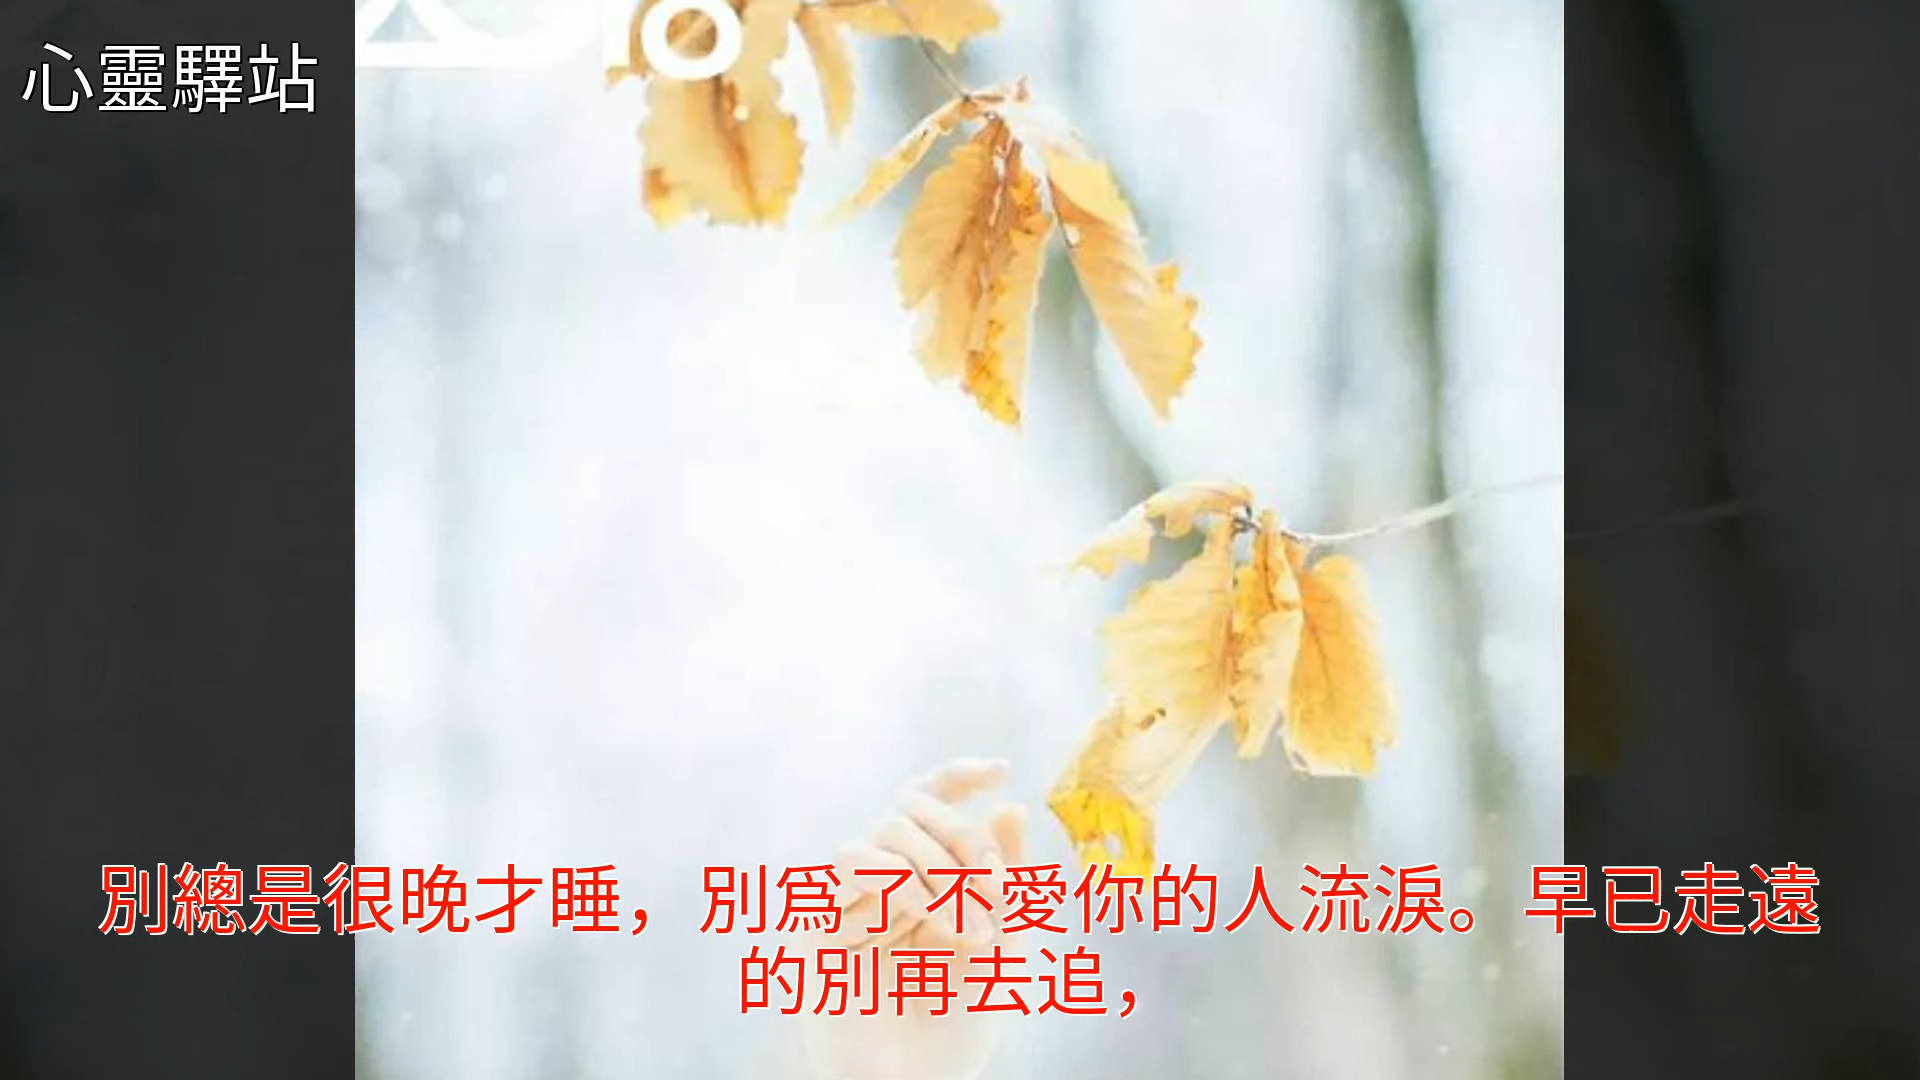 心靈驛站
別總是很晚才睡，別爲了不愛你的人流淚。早已走遠
的別再去追，